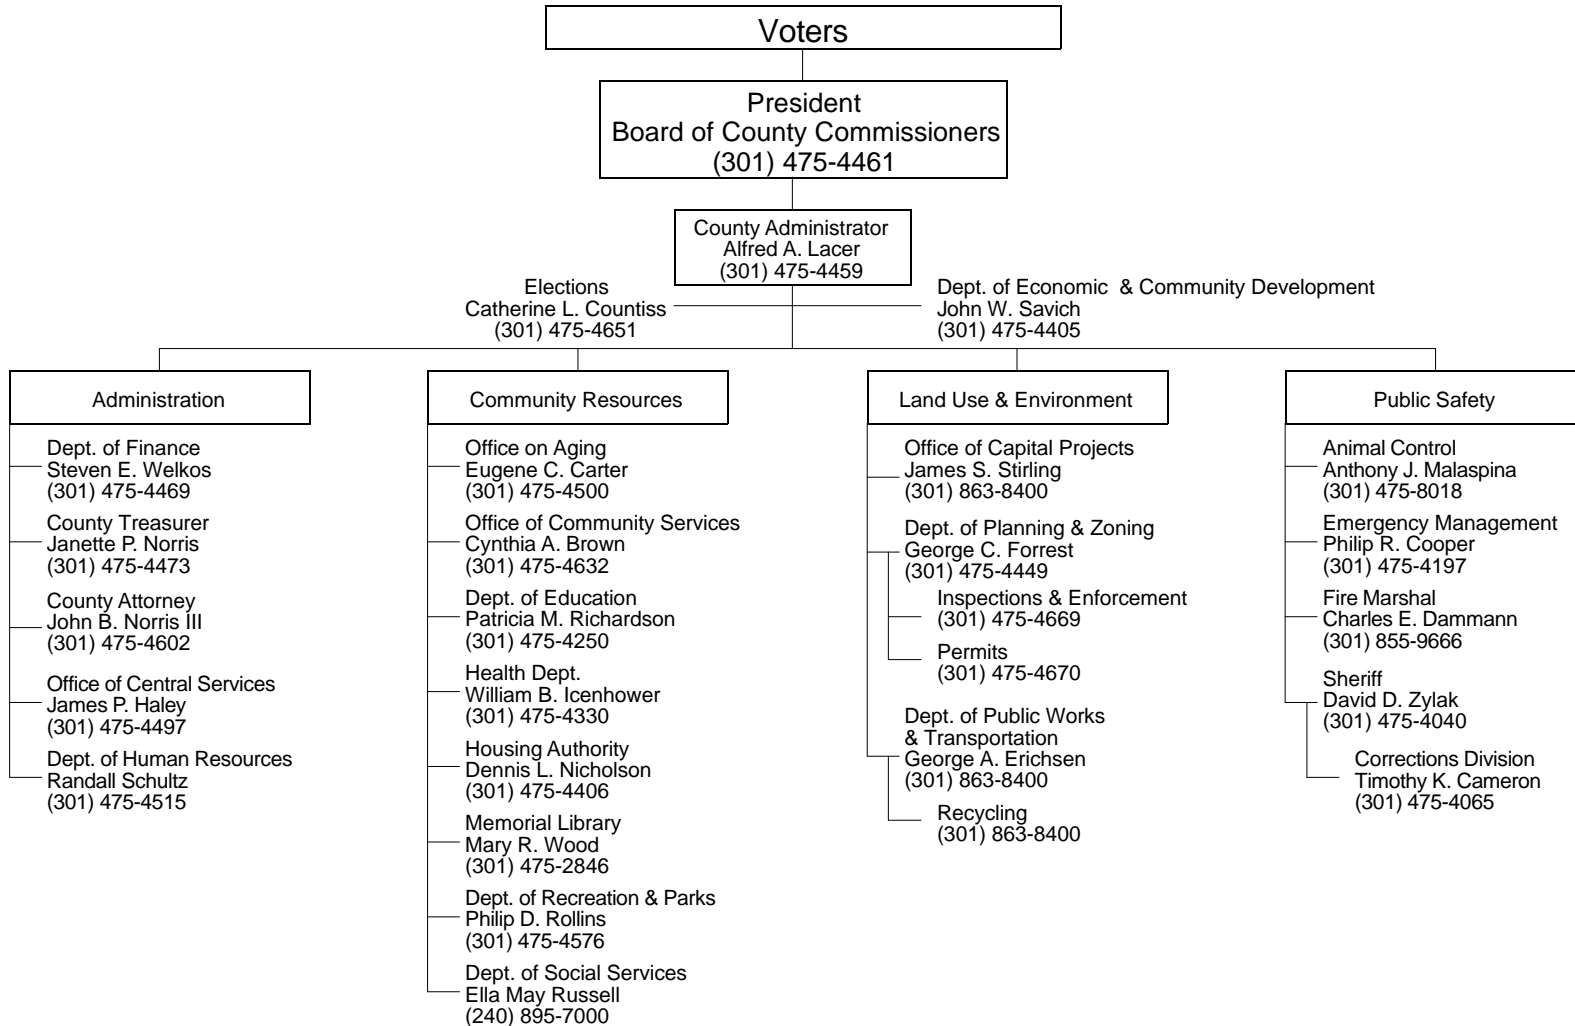 Voters
President
Board of County Commissioners
(301) 475-4461
County Administrator
Alfred A. Lacer
(301) 475-4459
Elections
Catherine L. Countiss
(301) 475-4651
Dept. of Economic & Community Development
John W. Savich
(301) 475-4405
Administration
Dept. of Finance
Steven E. Welkos
(301) 475-4469
County Treasurer
Janette P. Norris
(301) 475-4473
County Attorney
John B. Norris III
(301) 475-4602
Office of Central Services
James P. Haley
(301) 475-4497
Dept. of Human Resources
Randall Schultz
(301) 475-4515
Community Resources
Office on Aging
Eugene C. Carter
(301) 475-4500
Office of Community Services
Cynthia A. Brown
(301) 475-4632
Dept. of Education
Patricia M. Richardson
(301) 475-4250
Health Dept.
William B. Icenhower
(301) 475-4330
Housing Authority
Dennis L. Nicholson
(301) 475-4406
Memorial Library
Mary R. Wood
(301) 475-2846
Dept. of Recreation & Parks
Philip D. Rollins
(301) 475-4576
Dept. of Social Services
Ella May Russell
(240) 895-7000
Land Use & Environment
Office of Capital Projects
James S. Stirling
(301) 863-8400
Dept. of Planning & Zoning
George C. Forrest
(301) 475-4449
Inspections & Enforcement
(301) 475-4669
Permits
(301) 475-4670
Dept. of Public Works
& Transportation
George A. Erichsen
(301) 863-8400
Recycling
(301) 863-8400
Public Safety
Animal Control
Anthony J. Malaspina
(301) 475-8018
Emergency Management
Philip R. Cooper
(301) 475-4197
Fire Marshal
Charles E. Dammann
(301) 855-9666
Sheriff
David D. Zylak
(301) 475-4040
Corrections Division
Timothy K. Cameron
(301) 475-4065